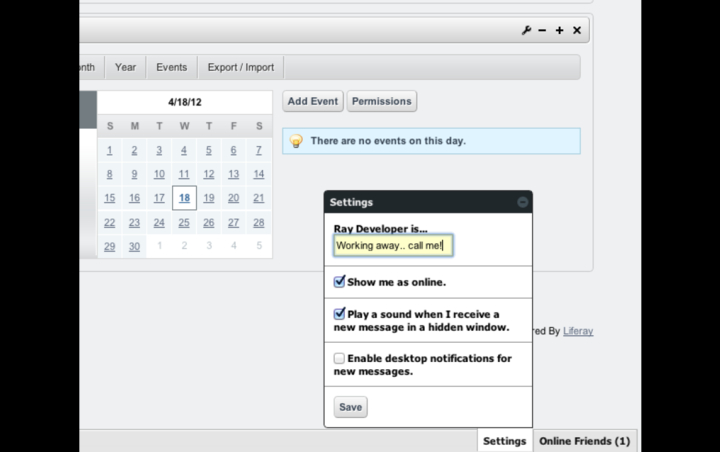 Year Events Export / Import
4/18/12
Add Event Permissions
S M T W T F S
There are no events on this day.
1 2 3 4 5 6 7
8 9 10 11 12 13 14
15 16 17 18 19 20 21
22 23 24 25 26 27 28
29 30 1 2 3 4 5
Settings
Ray Developer is...
Working away.. call me!
Show me as online.
Play a sound when I receive a
new message in a hidden window.
Enable desktop notifications for
new messages.
Save
By Liferay
Settings Online Friends (1)